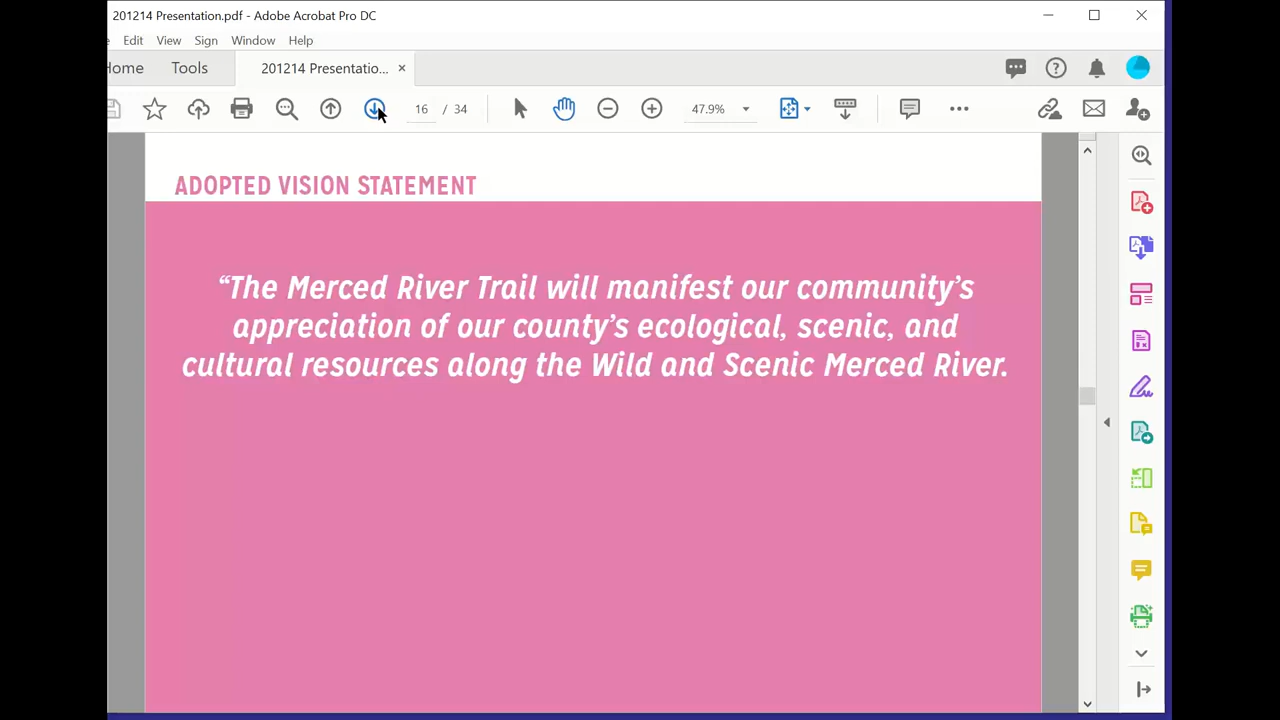 201214 Presentation.pdf - Adobe Acrobat Pro DC
Edit View Sign Window Help
Tools 201214 Presentatio... ×
16 / 34 47.9%
ADOPTED VISION STATEMENT
“The Merced River Trail will manifest our community’s
appreciation of our county’s ecological, scenic, and
cultural resources along the Wild and Scenic Merced River.